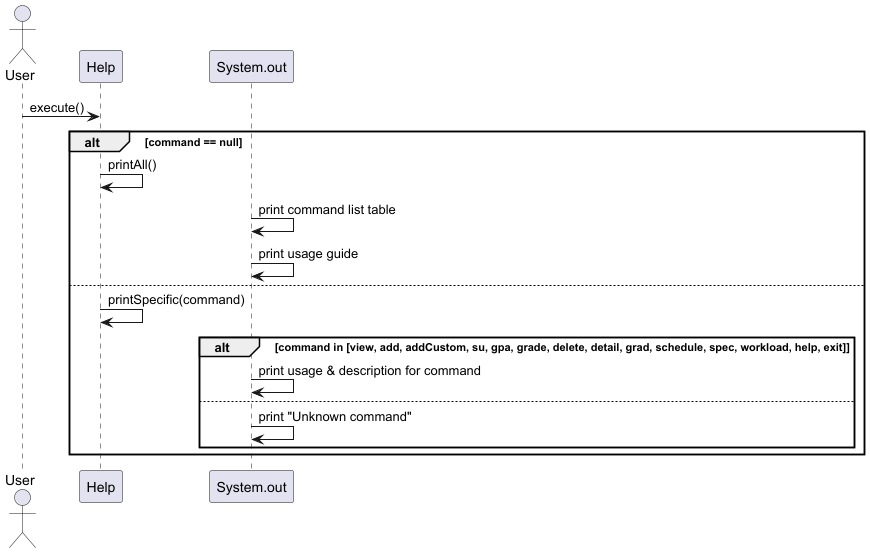 User
Help
System.out
execute()
alt [command == null]
printAll()
print command list table
print usage guide
printSpecific(command)
alt [command in [view, add, addCustom, su, gpa, grade, delete, detail, grad, schedule, spec, workload, help, exit]]
print usage & description for command
print "Unknown command"
User
Help
System.out